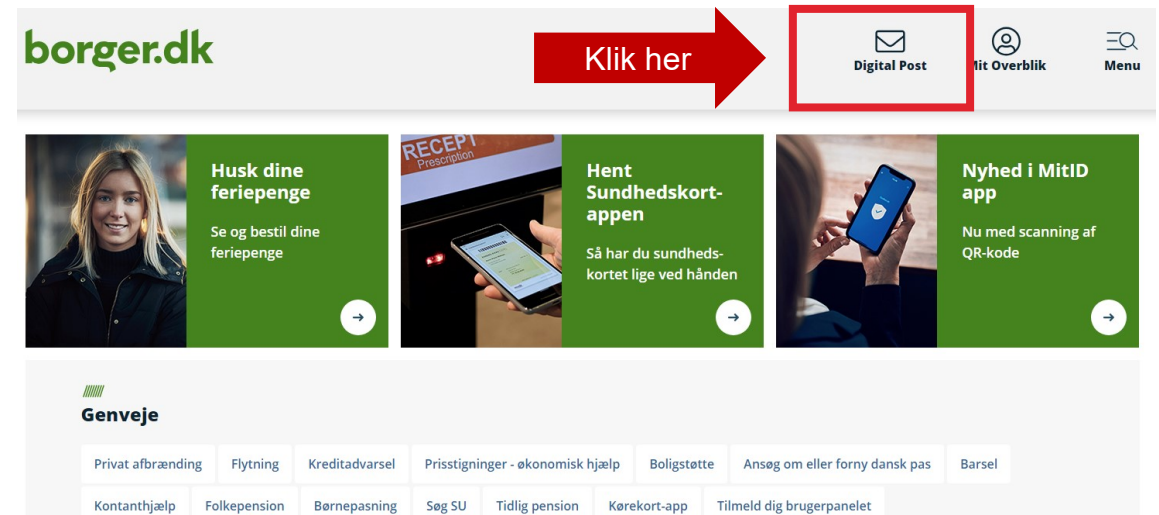 borger.dk
Klik her
Digital Post
Mit Overblik
Menu
Husk dine
feriepenge
Se og bestil dine
feriepenge
RECEPT
Prescription
Hent
Sundhedskort-
appen
Så har du sundheds-
kortet lige ved hånden
Nyhed i MitID
app
Nu med scanning af
QR-kode
Genveje
Privat afbrænding Flytning Kreditadvarsel Prisstigninger - økonomisk hjælp Boligstøtte Ansøg om eller forny dansk pas Barsel
Kontanthjælp Folkepension Børnepasning Søg SU Tidlig pension Kørekort-app Tilmeld dig brugerpanelet